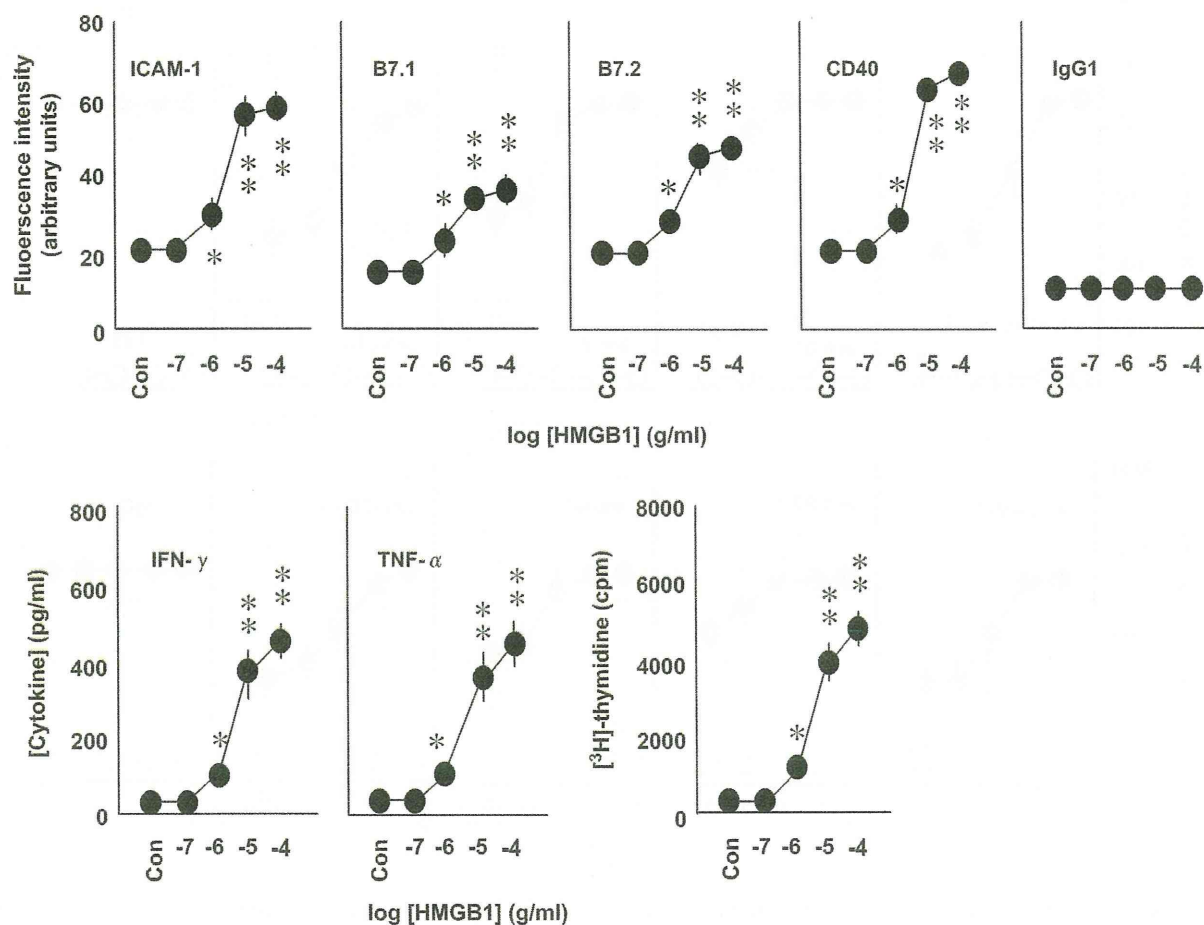 80
60
40
20
0
Fluoerscence intensity
(arbitrary units)
ICAM-1
B7.1
B7.2
CD40
IgG1
* * * * *
* * * * *
* * * * *
* * * * *
Con -7 -6 -5 -4
Con -7 -6 -5 -4
Con -7 -6 -5 -4
Con -7 -6 -5 -4
Con -7 -6 -5 -4
log [HMGB1] (g/ml)
800
600
400
200
0
[Cytokine] (pg/ml)
IFN- γ
* * * * *
TNF- α
* * * * *
Con -7 -6 -5 -4
Con -7 -6 -5 -4
log [HMGB1] (g/ml)
8000
6000
4000
2000
0
[³H]-thymidine (cpm)
* * * * *
Con -7 -6 -5 -4